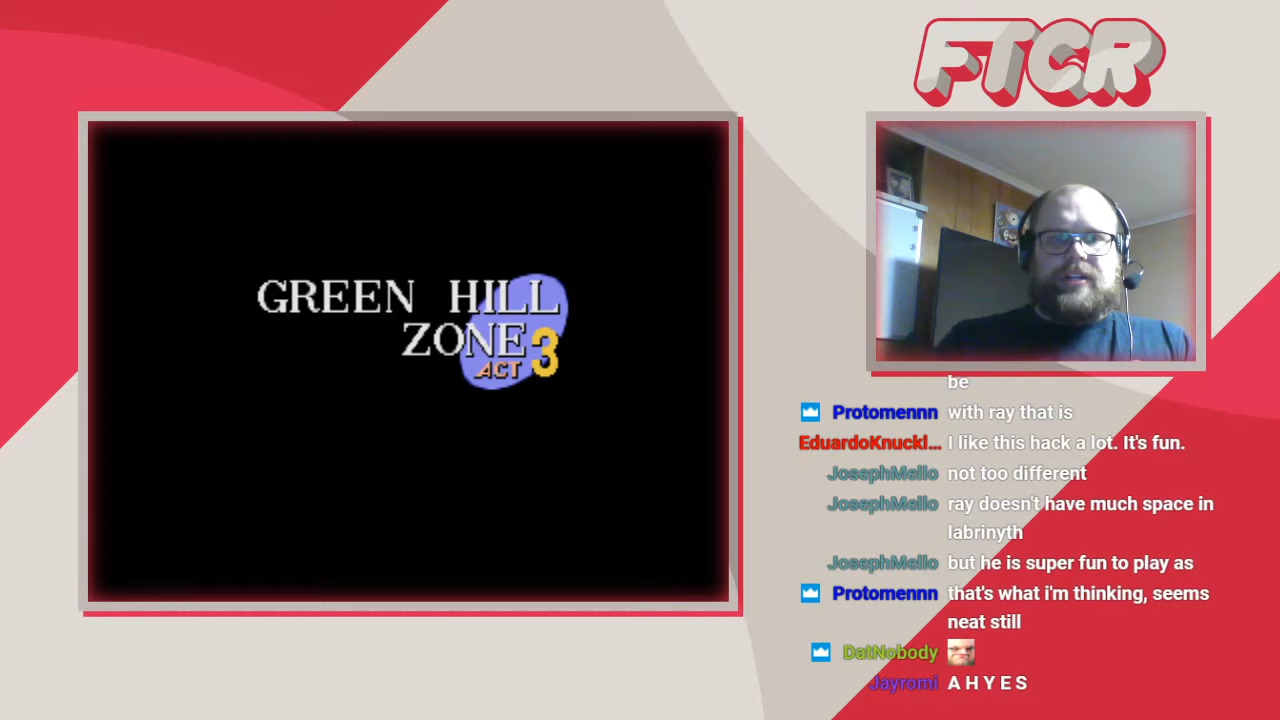 FTCR
GREEN HILL
ZONE
ACT 3
be
Protomennn with ray that is
EduardoKnuckl... I like this hack a lot. It's fun.
JosephMello not too different
JosephMello ray doesn't have much space in
labrinyth
JosephMello but he is super fun to play as
Protomennn that's what i'm thinking, seems
neat still
DatNobody
Jayromi A H Y E S